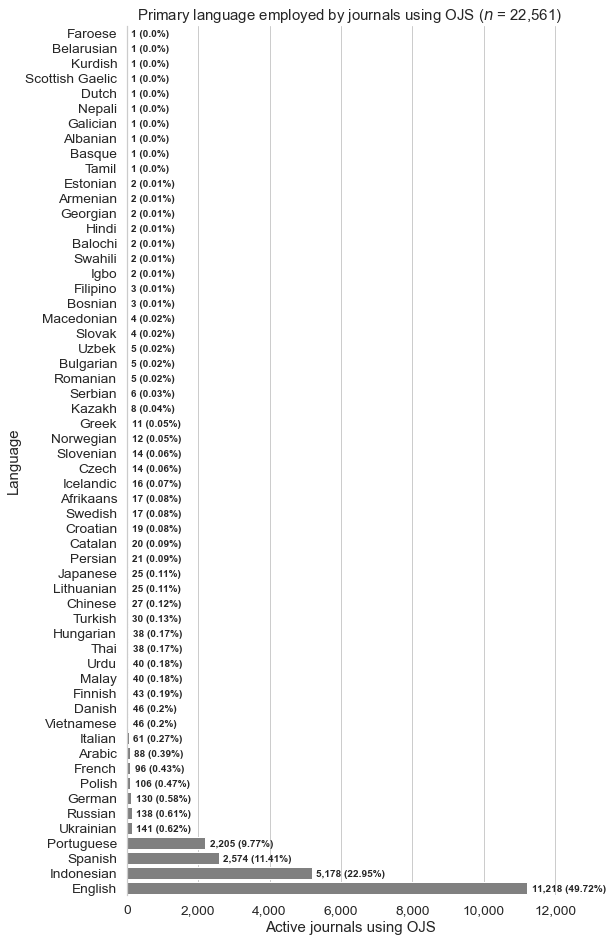 Primary language employed by journals using OJS (n = 22,561)
Faroese 1 (0.0%)
Belarusian 1 (0.0%)
Kurdish 1 (0.0%)
Scottish Gaelic 1 (0.0%)
Dutch 1 (0.0%)
Nepali 1 (0.0%)
Galician 1 (0.0%)
Albanian 1 (0.0%)
Basque 1 (0.0%)
Tamil 1 (0.0%)
Estonian 2 (0.01%)
Armenian 2 (0.01%)
Georgian 2 (0.01%)
Hindi 2 (0.01%)
Balochi 2 (0.01%)
Swahili 2 (0.01%)
Igbo 2 (0.01%)
Filipino 3 (0.01%)
Bosnian 3 (0.01%)
Macedonian 4 (0.02%)
Slovak 4 (0.02%)
Uzbek 5 (0.02%)
Bulgarian 5 (0.02%)
Romanian 5 (0.02%)
Serbian 6 (0.03%)
Kazakh 8 (0.04%)
Greek 11 (0.05%)
Norwegian 12 (0.05%)
Slovenian 14 (0.06%)
Czech 14 (0.06%)
Icelandic 16 (0.07%)
Afrikaans 17 (0.08%)
Swedish 17 (0.08%)
Croatian 19 (0.08%)
Catalan 20 (0.09%)
Persian 21 (0.09%)
Japanese 25 (0.11%)
Lithuanian 25 (0.11%)
Chinese 27 (0.12%)
Turkish 30 (0.13%)
Hungarian 38 (0.17%)
Thai 38 (0.17%)
Urdu 40 (0.18%)
Malay 40 (0.18%)
Finnish 43 (0.19%)
Danish 46 (0.2%)
Vietnamese 46 (0.2%)
Italian 61 (0.27%)
Arabic 88 (0.39%)
French 96 (0.43%)
Polish 106 (0.47%)
German 130 (0.58%)
Russian 138 (0.61%)
Ukrainian 141 (0.62%)
Portuguese 2,205 (9.77%)
Spanish 2,574 (11.41%)
Indonesian 5,178 (22.95%)
English 11,218 (49.72%)
Language
0 2,000 4,000 6,000 8,000 10,000 12,000
Active journals using OJS